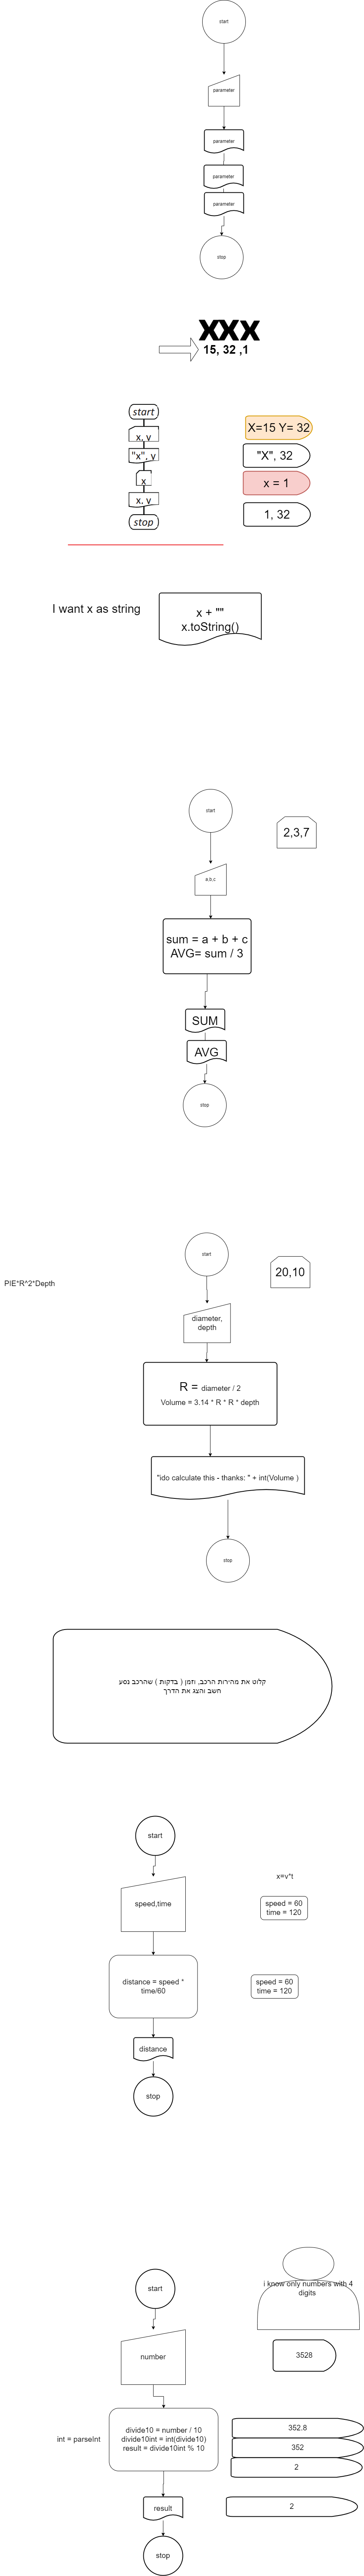 start
parameter
parameter
parameter
parameter
stop
XXX
15, 32 ,1
start
x, y
X=15 Y= 32
"x", y
"X", 32
x
x = 1
x, y
1, 32
stop
I want x as string
x + ""
x.toString()
start
2,3,7
a,b,c
sum = a + b + c
AVG= sum / 3
SUM
AVG
stop
start
20,10
PIE*R^2*Depth
diameter,
depth
R = diameter / 2
Volume = 3.14 * R * R * depth
"ido calculate this - thanks: " + int(Volume )
stop
קלוט את מהירות הרכב, וזמן ( בדקות ) שהרכב נסע
חשב והצג את הדרך
start
x=v*t
speed,time
speed = 60
time = 120
distance = speed *
time/60
speed = 60
time = 120
distance
stop
start
i know only numbers with 4
digits
number
3528
int = parseInt
divide10 = number / 10
divide10int = int(divide10)
result = divide10int % 10
352.8
352
2
result
2
stop